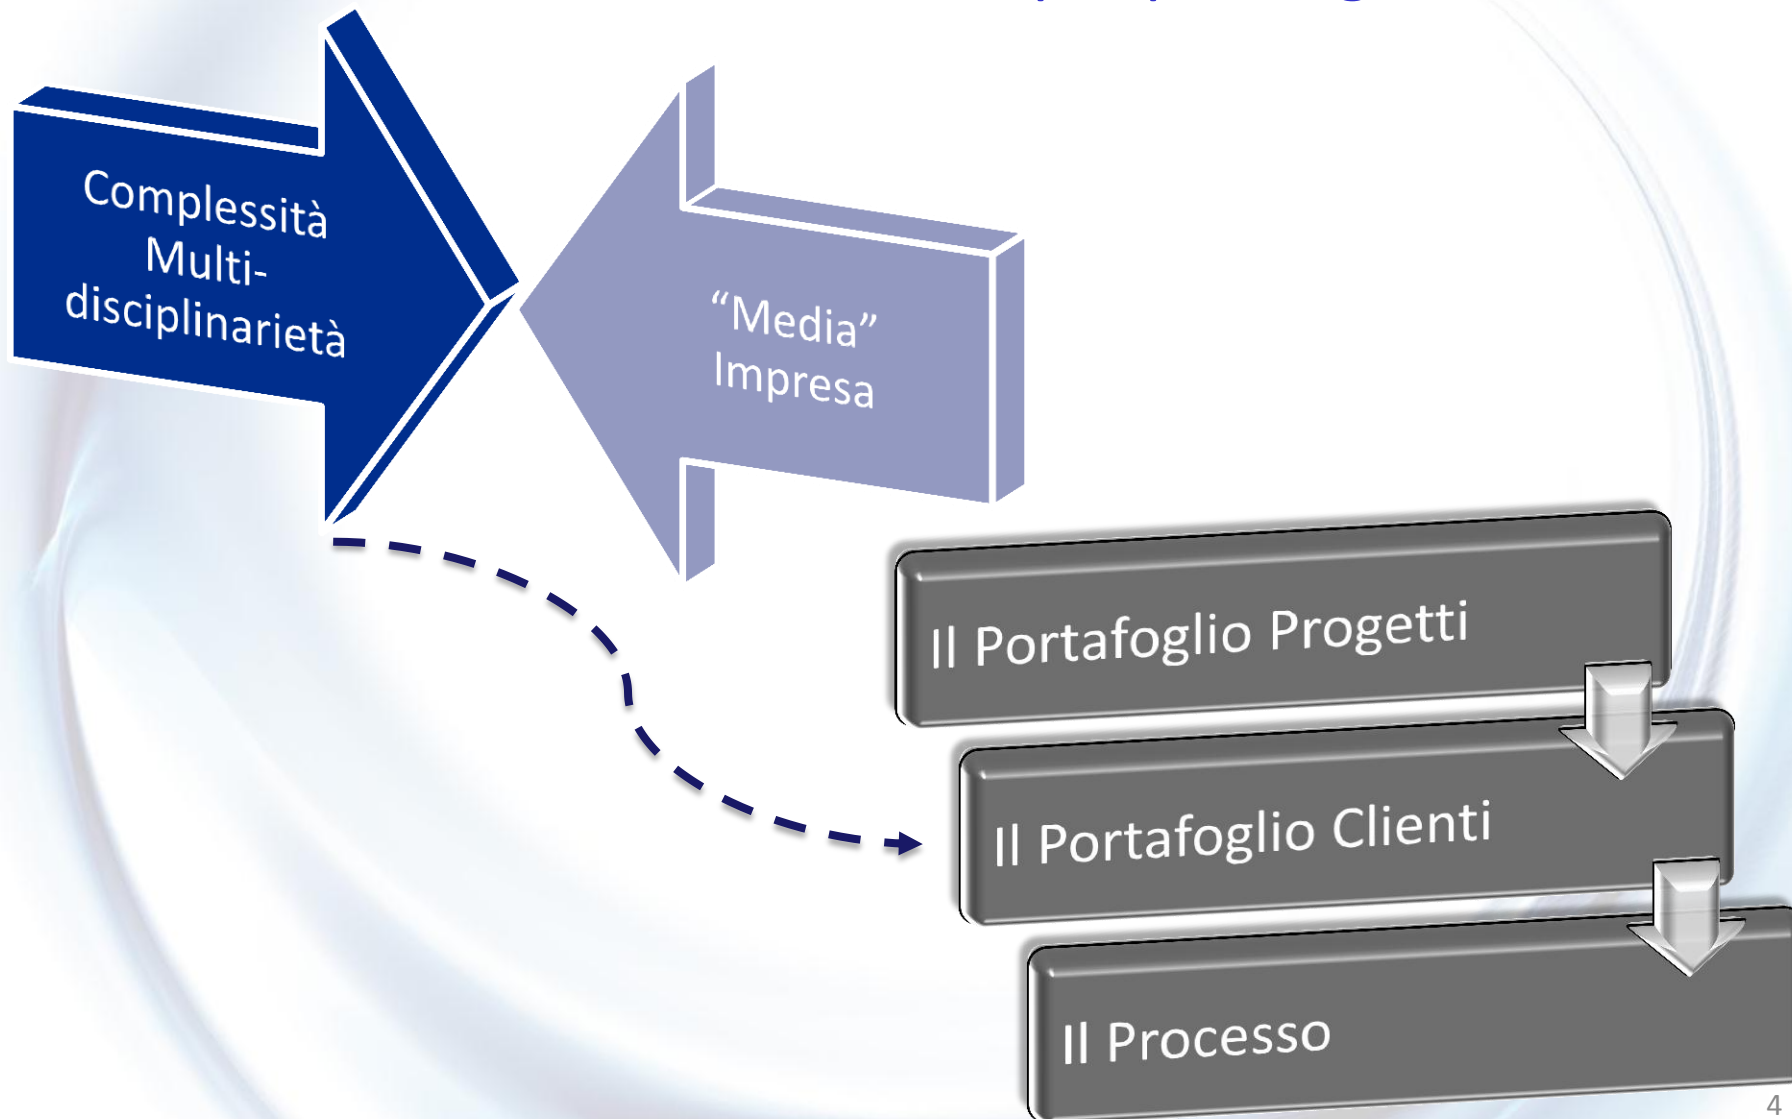 Complessità
Multi-
disciplinarietà
“Media”
Impresa
Il Portafoglio Progetti
Il Portafoglio Clienti
Il Processo
4